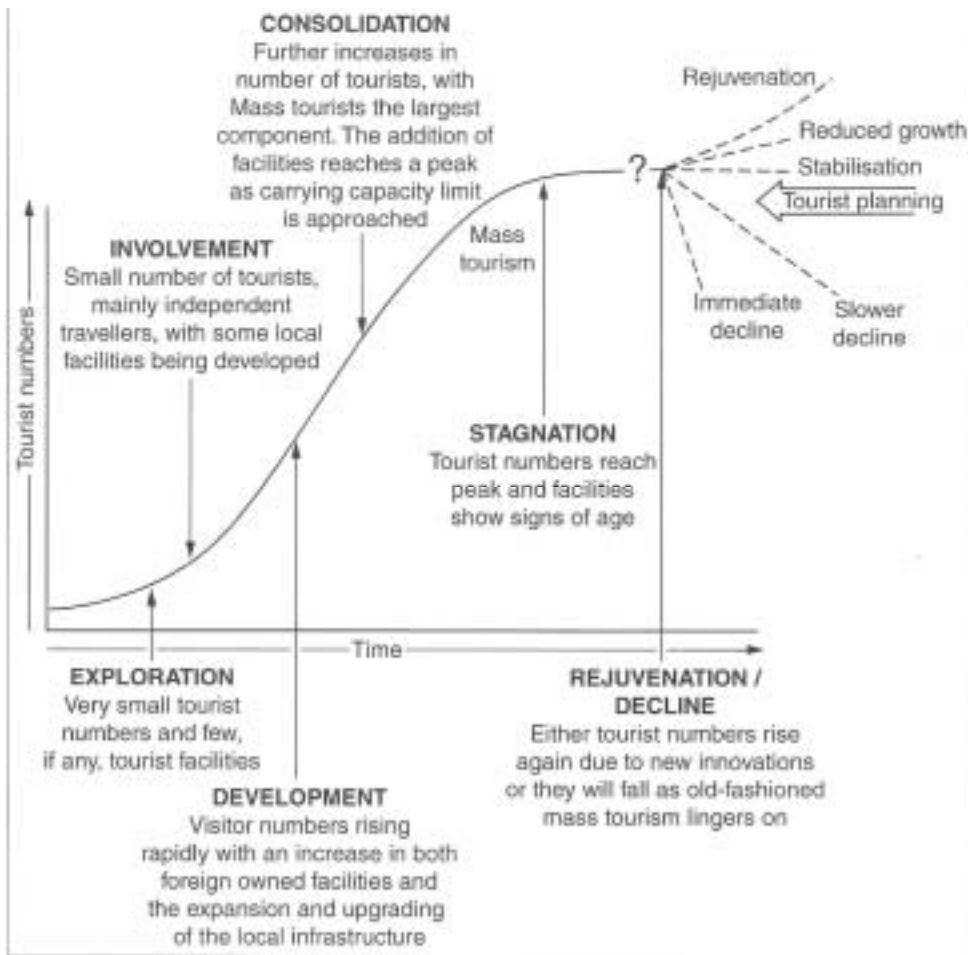 CONSOLIDATION
Further increases in
number of tourists, with
Mass tourists the largest
component. The addition of
facilities reaches a peak
as carrying capacity limit
is approached
INVOLVEMENT
Small number of tourists,
mainly independent
travellers, with some local
facilities being developed
Rejuvenation
Reduced growth
Stabilisation
Tourist planning
?
Mass
tourism
Immediate
decline
Slower
decline
Tourist numbers
STAGNATION
Tourist numbers reach
peak and facilities
show signs of age
Time
EXPLORATION
Very small tourist
numbers and few,
if any, tourist facilities
DEVELOPMENT
Visitor numbers rising
rapidly with an increase in both
foreign owned facilities and
the expansion and upgrading
of the local infrastructure
REJUVENATION /
DECLINE
Either tourist numbers rise
again due to new innovations
or they will fall as old-fashioned
mass tourism lingers on